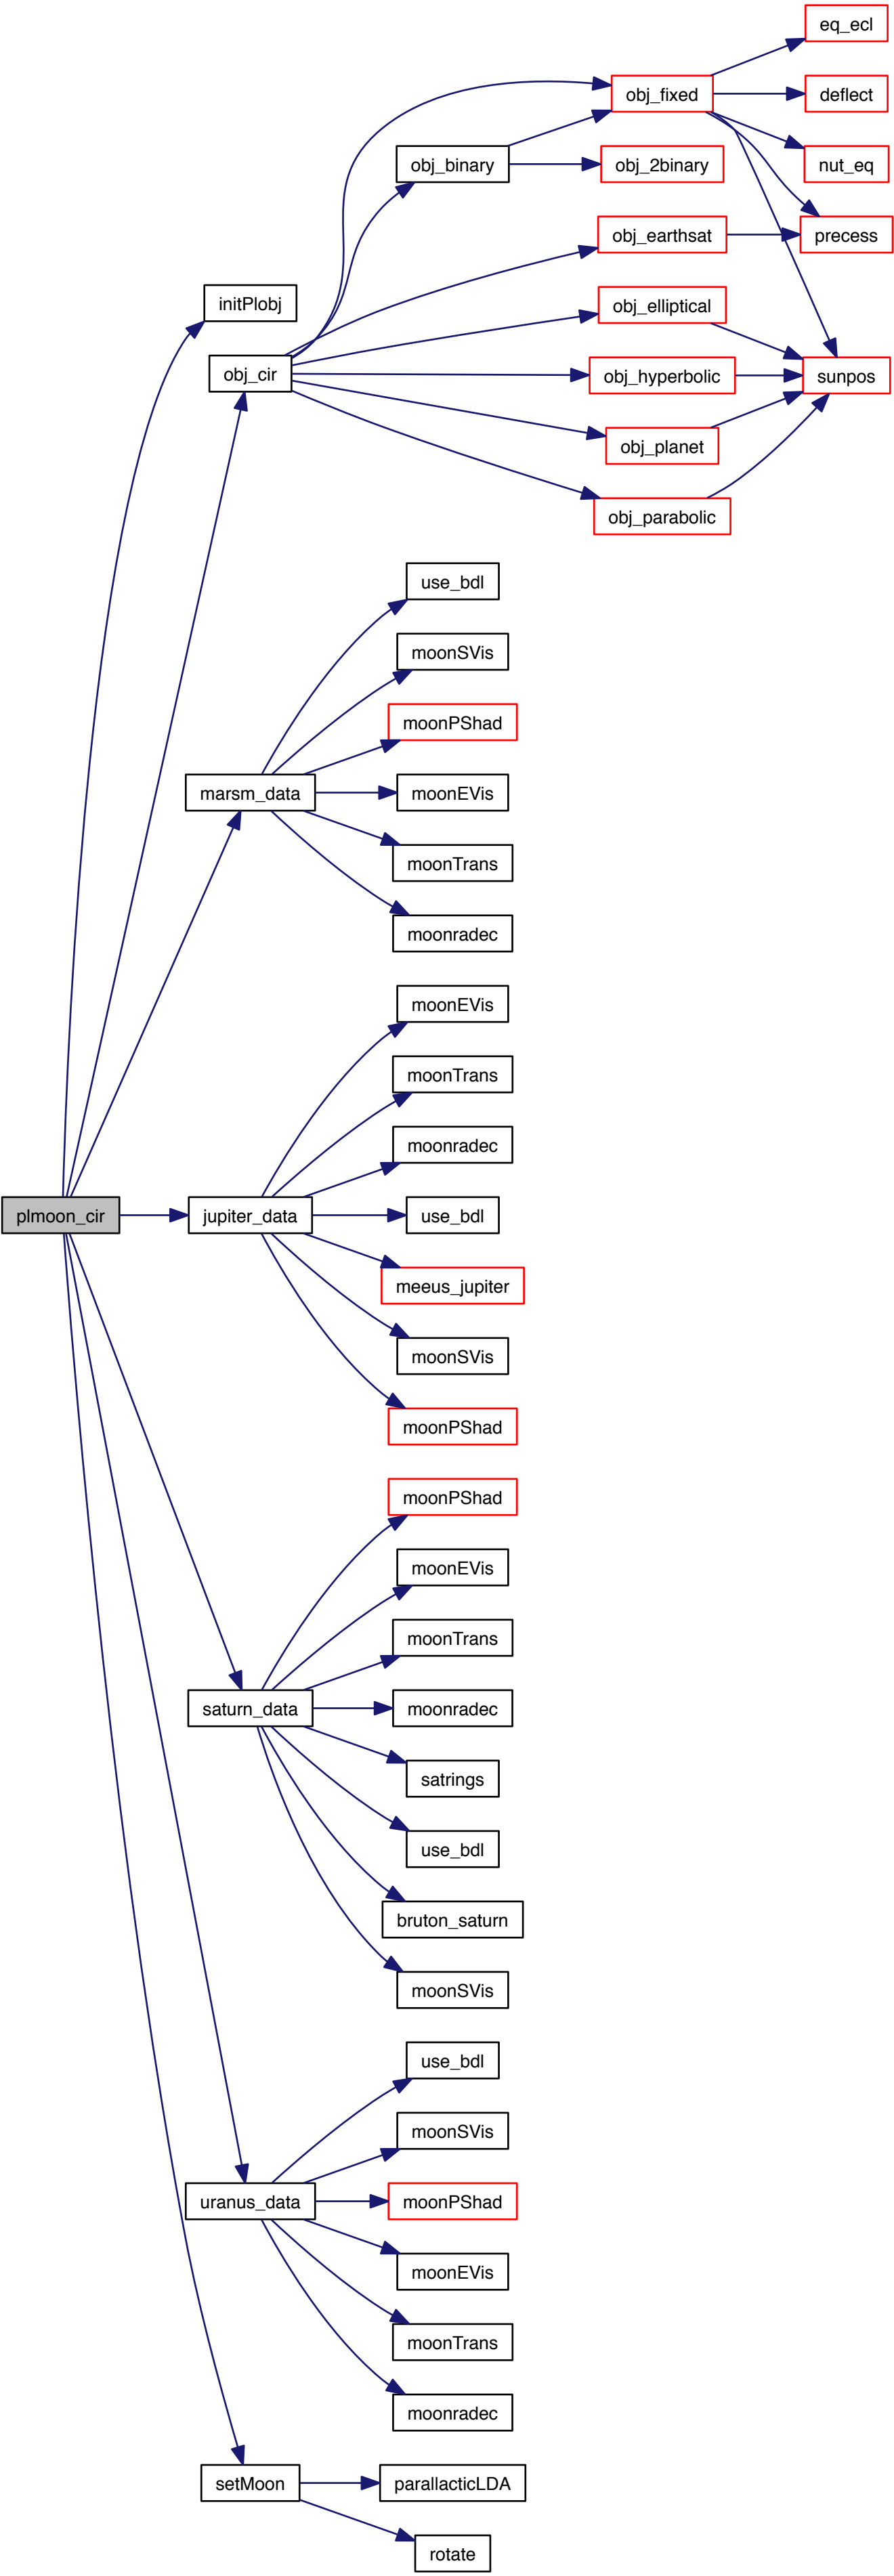 eq_ecl
obj_fixed
deflect
obj_binary
obj_2binary
nut_eq
obj_earthsat
precess
initPlobj
obj_elliptical
obj_cir
obj_hyperbolic
sunpos
obj_planet
obj_parabolic
use_bdl
moonSVis
moonPShad
marsm_data
moonEVis
moonTrans
moonradec
moonEVis
moonTrans
moonradec
plmoon_cir
jupiter_data
use_bdl
meeus_jupiter
moonSVis
moonPShad
moonPShad
moonEVis
moonTrans
saturn_data
moonradec
satrings
use_bdl
bruton_saturn
moonSVis
use_bdl
moonSVis
uranus_data
moonPShad
moonEVis
moonTrans
moonradec
setMoon
parallacticLDA
rotate